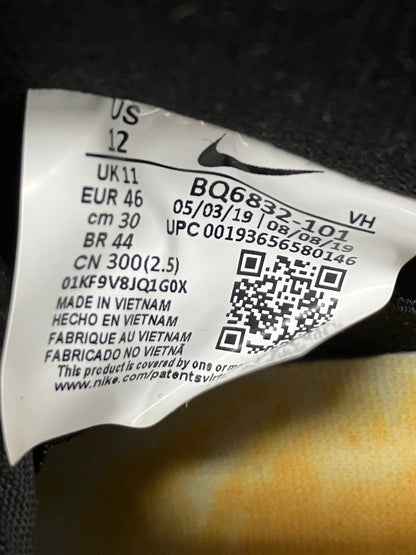 US
12
UK 11
EUR 46
cm 30
BR 44
CN 300(2.5)
01KF9V8JQ1G0X
MADE IN VIETNAM
HECHO EN VIETNAM
FABRIQUE AU VIETNAM
FABRICADO NO VIETNÃ
This product is covered by one or
www.nike.com/patents
BQ6832-101
VH
05/03/19 | 08/08/19
UPC 00193656580146